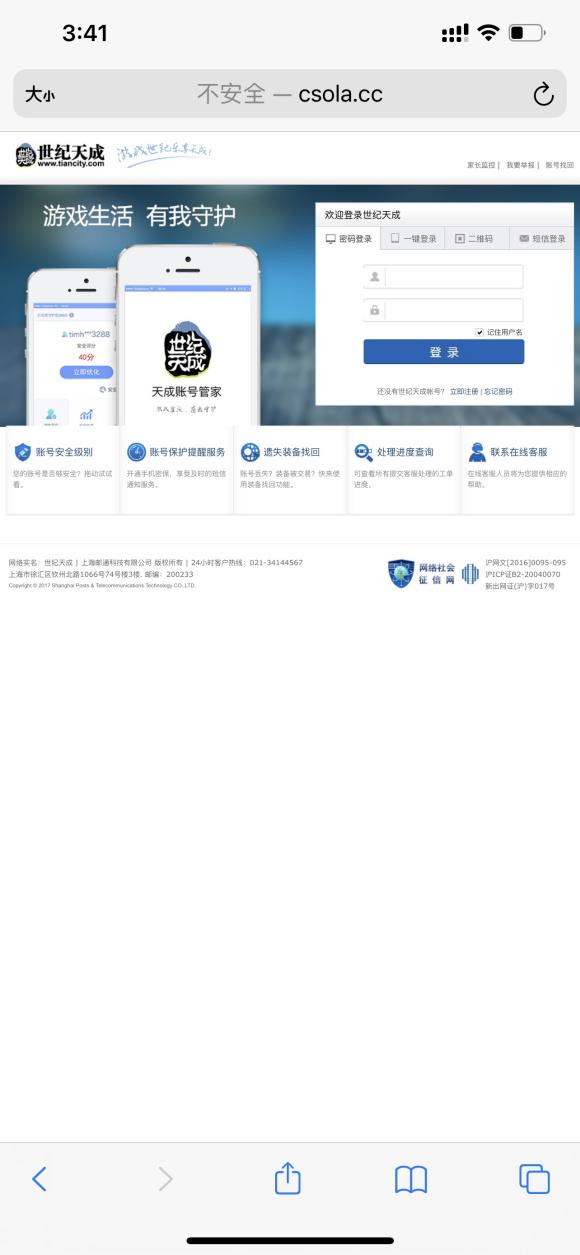 3:41
大小
不安全 — csola.cc
世纪天成
www.tiancity.com
游戏世纪乐享天成!
家长监控 | 我要举报 | 账号找回
游戏生活 有我守护
欢迎登录世纪天成
密码登录 一键登录 二维码 短信登录
记住用户名
登 录
还没有世纪天成帐号? 立即注册 | 忘记密码
timh***3288
安全评分
40分
立即优化
世纪天成
天成账号管家
账号安全级别
您的账号是否够安全? 拖动试试
看。
账号保护提醒服务
开通手机密保, 享受及时的短信
通知服务。
遗失装备找回
账号丢失? 装备被交易? 快来使
用装备找回功能。
处理进度查询
可查看所有提交客服处理的工单
进度。
联系在线客服
在线客服人员将为您提供相应的
帮助。
网络实名: 世纪天成 | 上海邮通科技有限公司 版权所有 | 24小时客户热线: 021-34144567
上海市徐汇区钦州北路1066号74号楼3楼. 邮编: 200233
Copyright © 2017 Shanghai Posts & Telecommunications Technology CO.,LTD.
网络社会
征信网
沪网文[2016]0095-095
沪ICP证B2-20040070
新出网证(沪)字017号